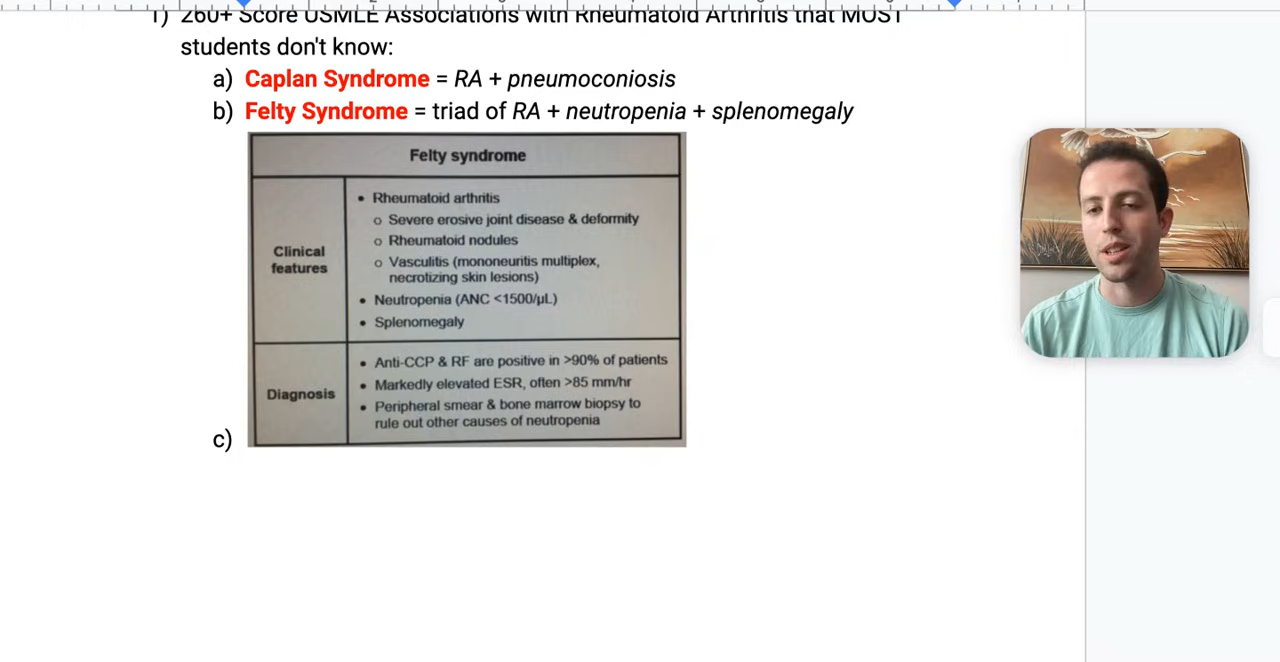 1) 260+ Score USMLE Associations with Rheumatoid Arthritis that MOST
students don't know:
a) Caplan Syndrome = RA + pneumoconiosis
b) Felty Syndrome = triad of RA + neutropenia + splenomegaly
Felty syndrome
Clinical
features
• Rheumatoid arthritis
o Severe erosive joint disease & deformity
o Rheumatoid nodules
o Vasculitis (mononeuritis multiplex,
necrotizing skin lesions)
• Neutropenia (ANC <1500/µL)
• Splenomegaly
Diagnosis
• Anti-CCP & RF are positive in >90% of patients
• Markedly elevated ESR, often >85 mm/hr
• Peripheral smear & bone marrow biopsy to
rule out other causes of neutropenia
c)